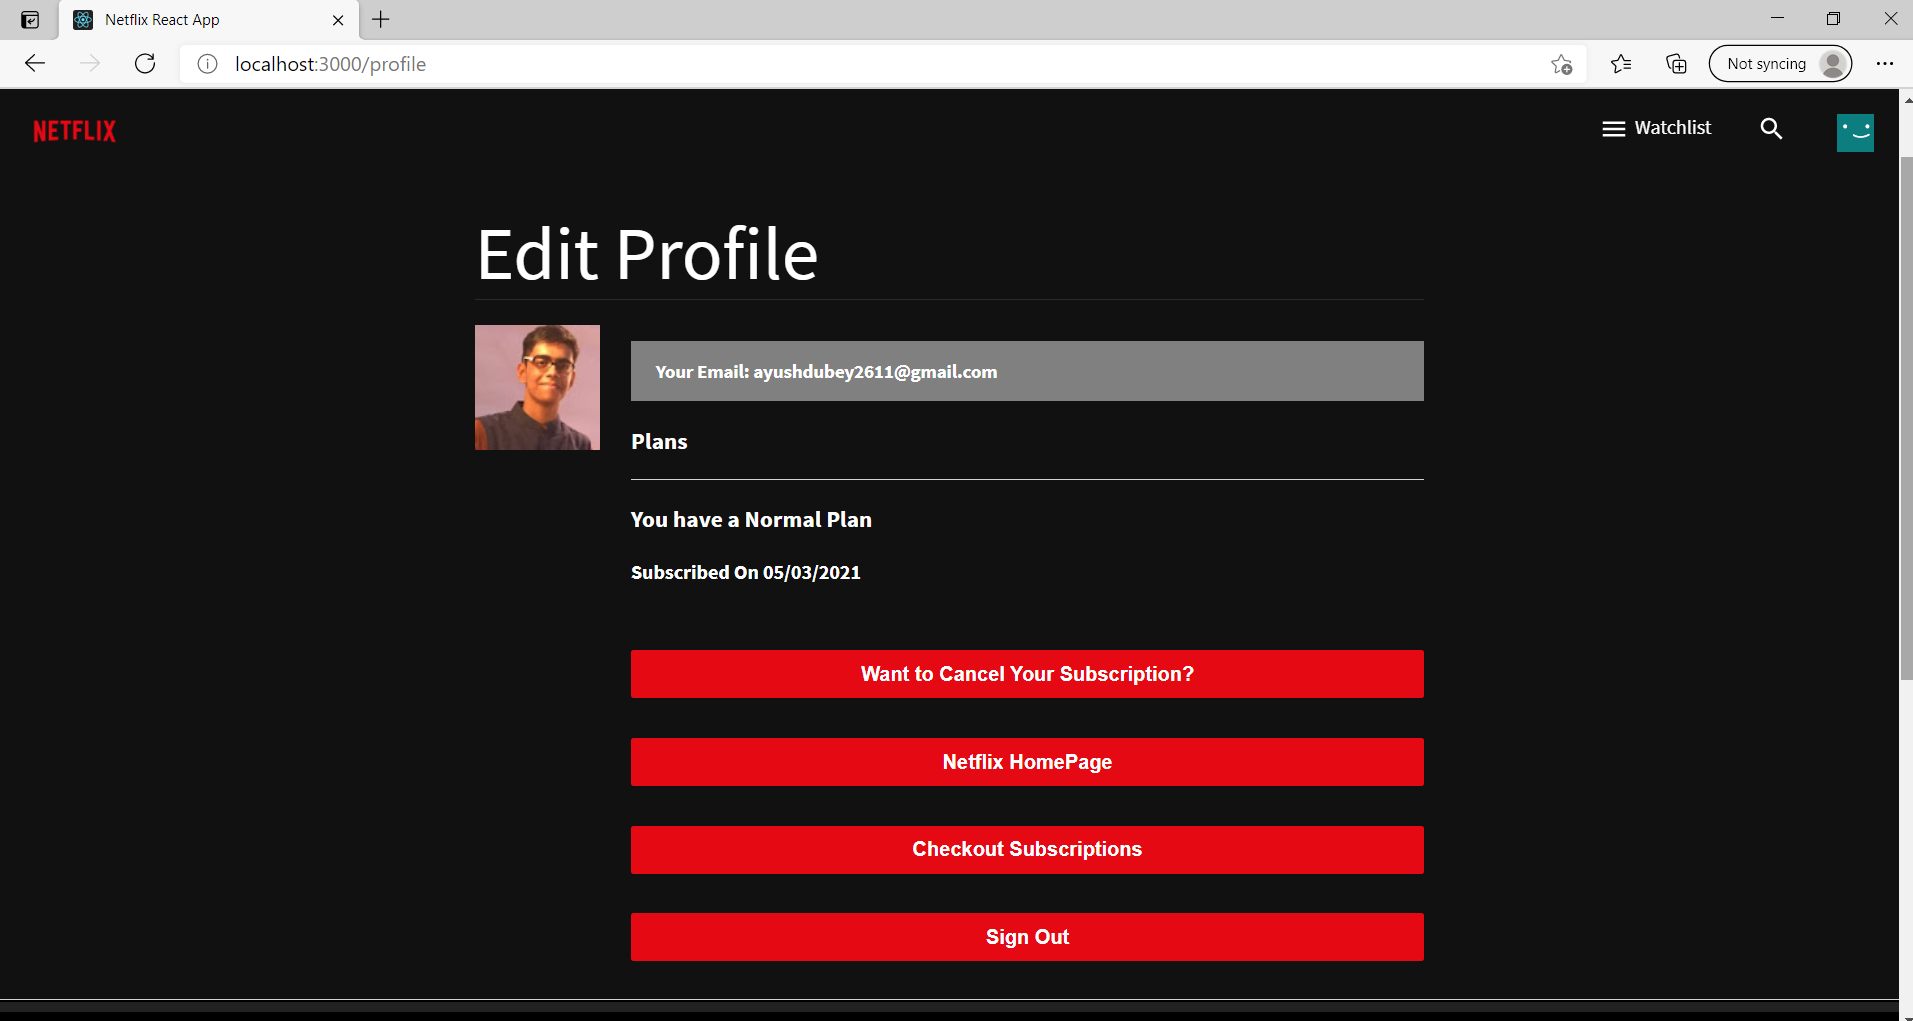 Netflix React App
localhost:3000/profile
Not syncing
NETFLIX
Watchlist
Edit Profile
Your Email: ayushdubey2611@gmail.com
Plans
You have a Normal Plan
Subscribed On 05/03/2021
Want to Cancel Your Subscription?
Netflix HomePage
Checkout Subscriptions
Sign Out